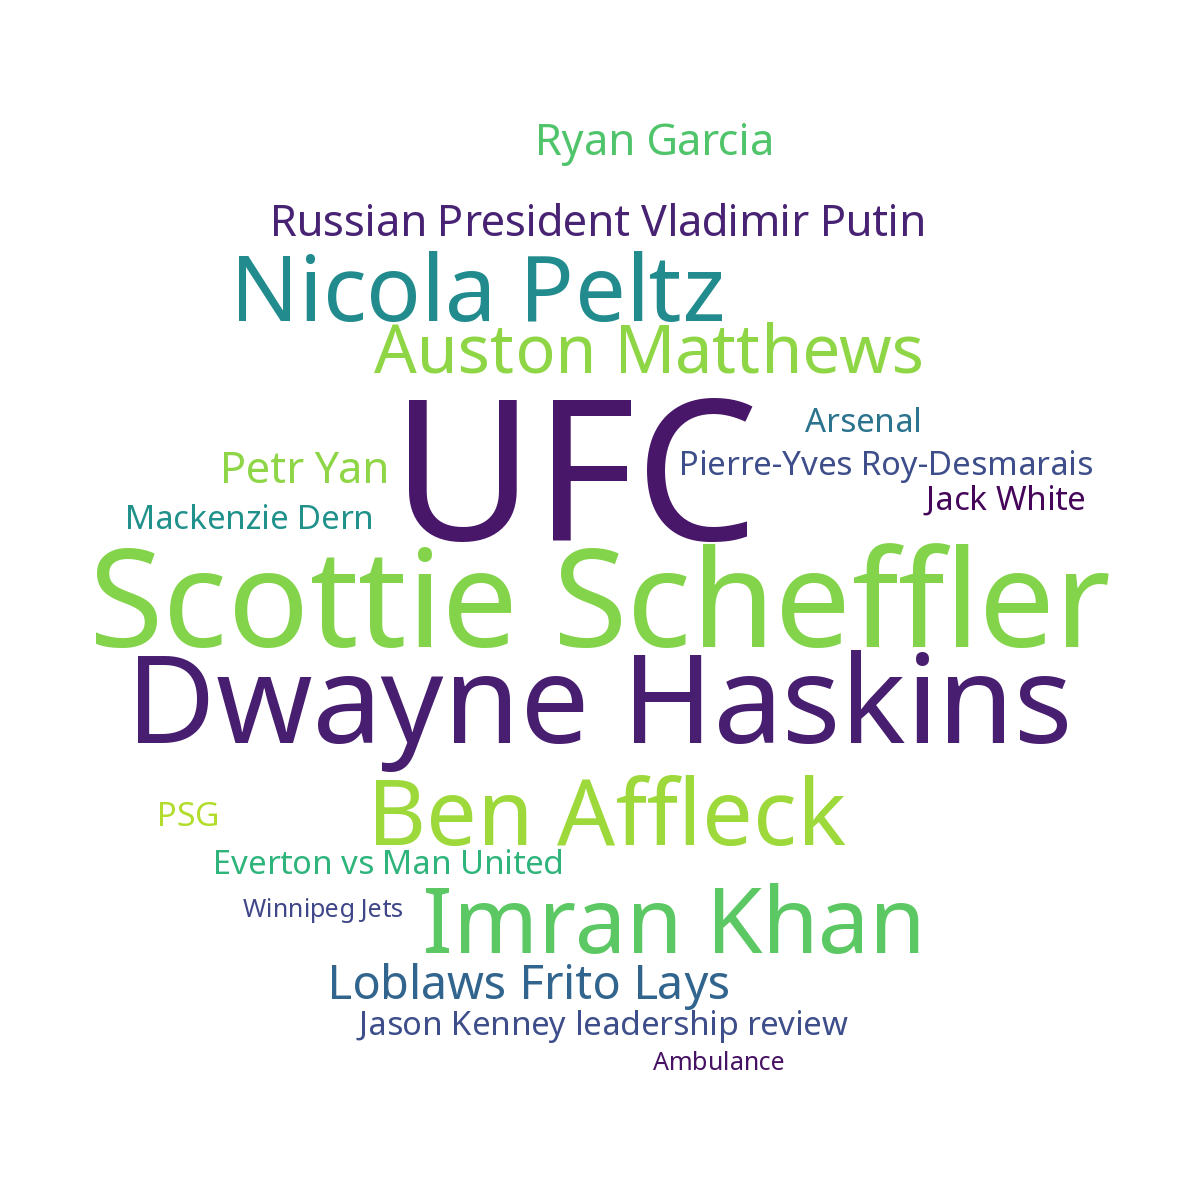 Ryan Garcia
Russian President Vladimir Putin
Nicola Peltz
Auston Matthews
UFC
Arsenal
Petr Yan
Pierre-Yves Roy-Desmarais
Jack White
Mackenzie Dern
Scottie Scheffler
Dwayne Haskins
Ben Affleck
PSG
Everton vs Man United
Winnipeg Jets
Imran Khan
Loblaws Frito Lays
Jason Kenney leadership review
Ambulance